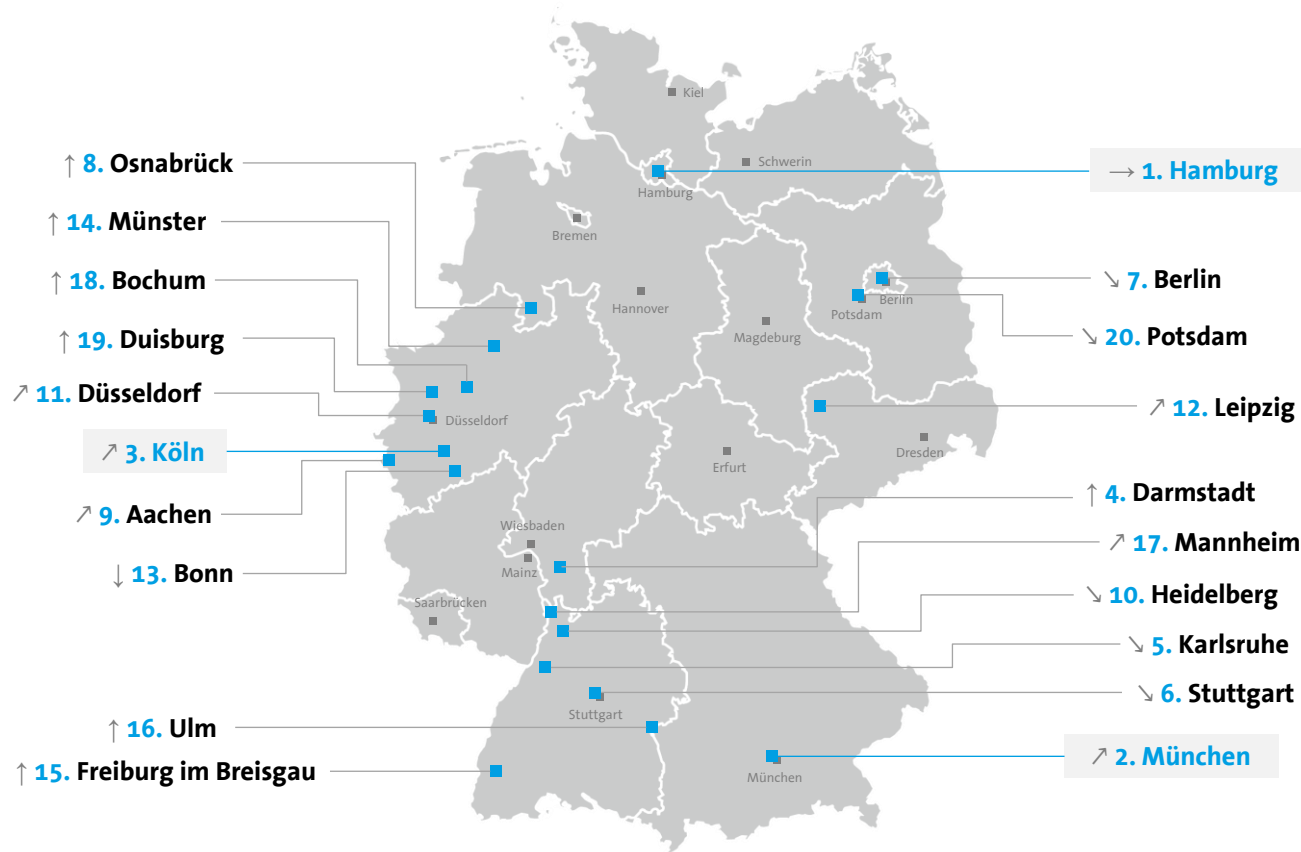 ↑ 8. Osnabrück
↑ 14. Münster
↑ 18. Bochum
↑ 19. Duisburg
↗ 11. Düsseldorf
↗ 3. Köln
↗ 9. Aachen
↓ 13. Bonn
↑ 16. Ulm
↑ 15. Freiburg im Breisgau
Kiel
Schwerin
Hamburg
Bremen
Hannover
Berlin
Potsdam
Magdeburg
Düsseldorf
Erfurt
Dresden
Wiesbaden
Mainz
Saarbrücken
Stuttgart
München
→ 1. Hamburg
↘ 7. Berlin
↘ 20. Potsdam
↗ 12. Leipzig
↑ 4. Darmstadt
↗ 17. Mannheim
↘ 10. Heidelberg
↘ 5. Karlsruhe
↘ 6. Stuttgart
↗ 2. München